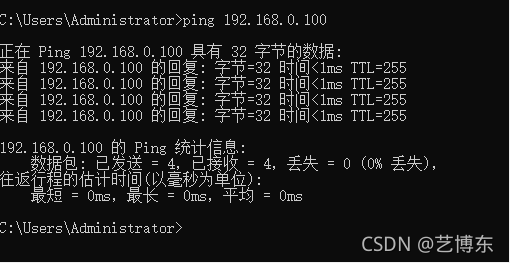 C:\Users\Administrator>ping 192.168.0.100
正在 Ping 192.168.0.100 具有 32 字节的数据:
来自 192.168.0.100 的回复: 字节=32 时间<1ms TTL=255
来自 192.168.0.100 的回复: 字节=32 时间<1ms TTL=255
来自 192.168.0.100 的回复: 字节=32 时间<1ms TTL=255
来自 192.168.0.100 的回复: 字节=32 时间<1ms TTL=255
192.168.0.100 的 Ping 统计信息:
数据包: 已发送 = 4, 已接收 = 4, 丢失 = 0 (0% 丢失),
往返行程的估计时间(以毫秒为单位):
最短 = 0ms, 最长 = 0ms, 平均 = 0ms
C:\Users\Administrator>
CSDN @艺博东